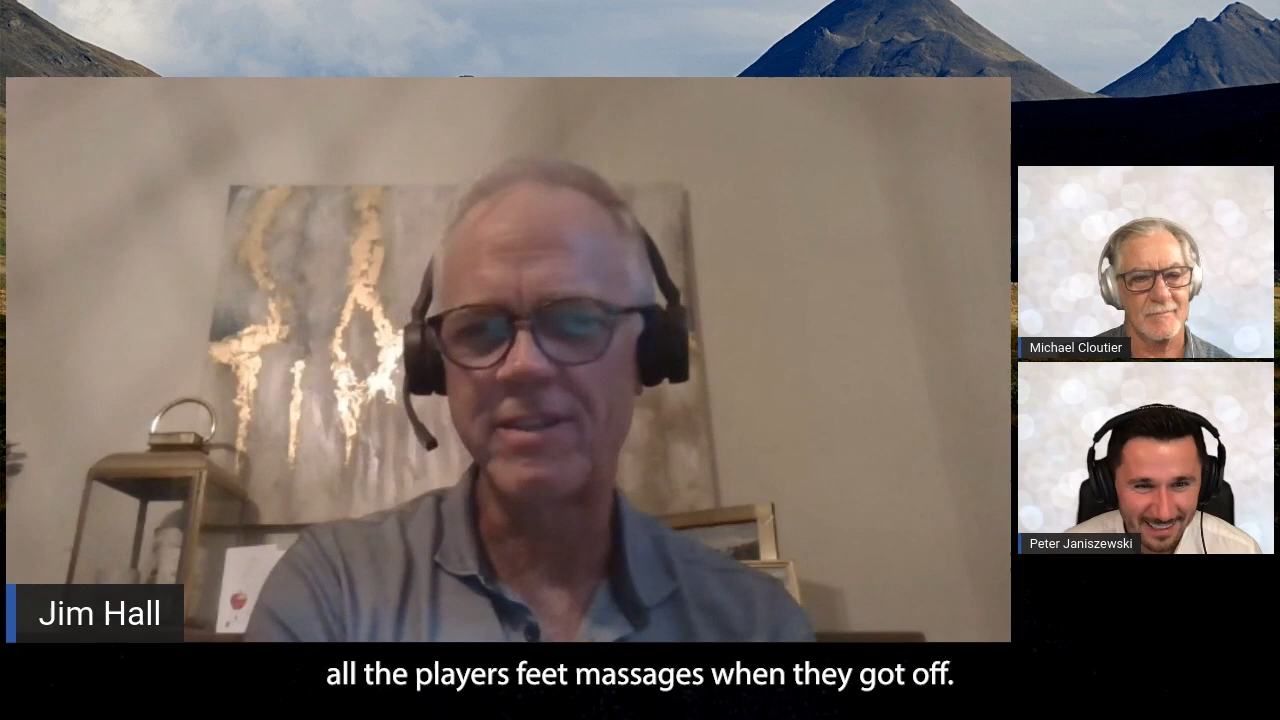 Michael Cloutier
Peter Janiszewski
Jim Hall
all the players feet massages when they got off.